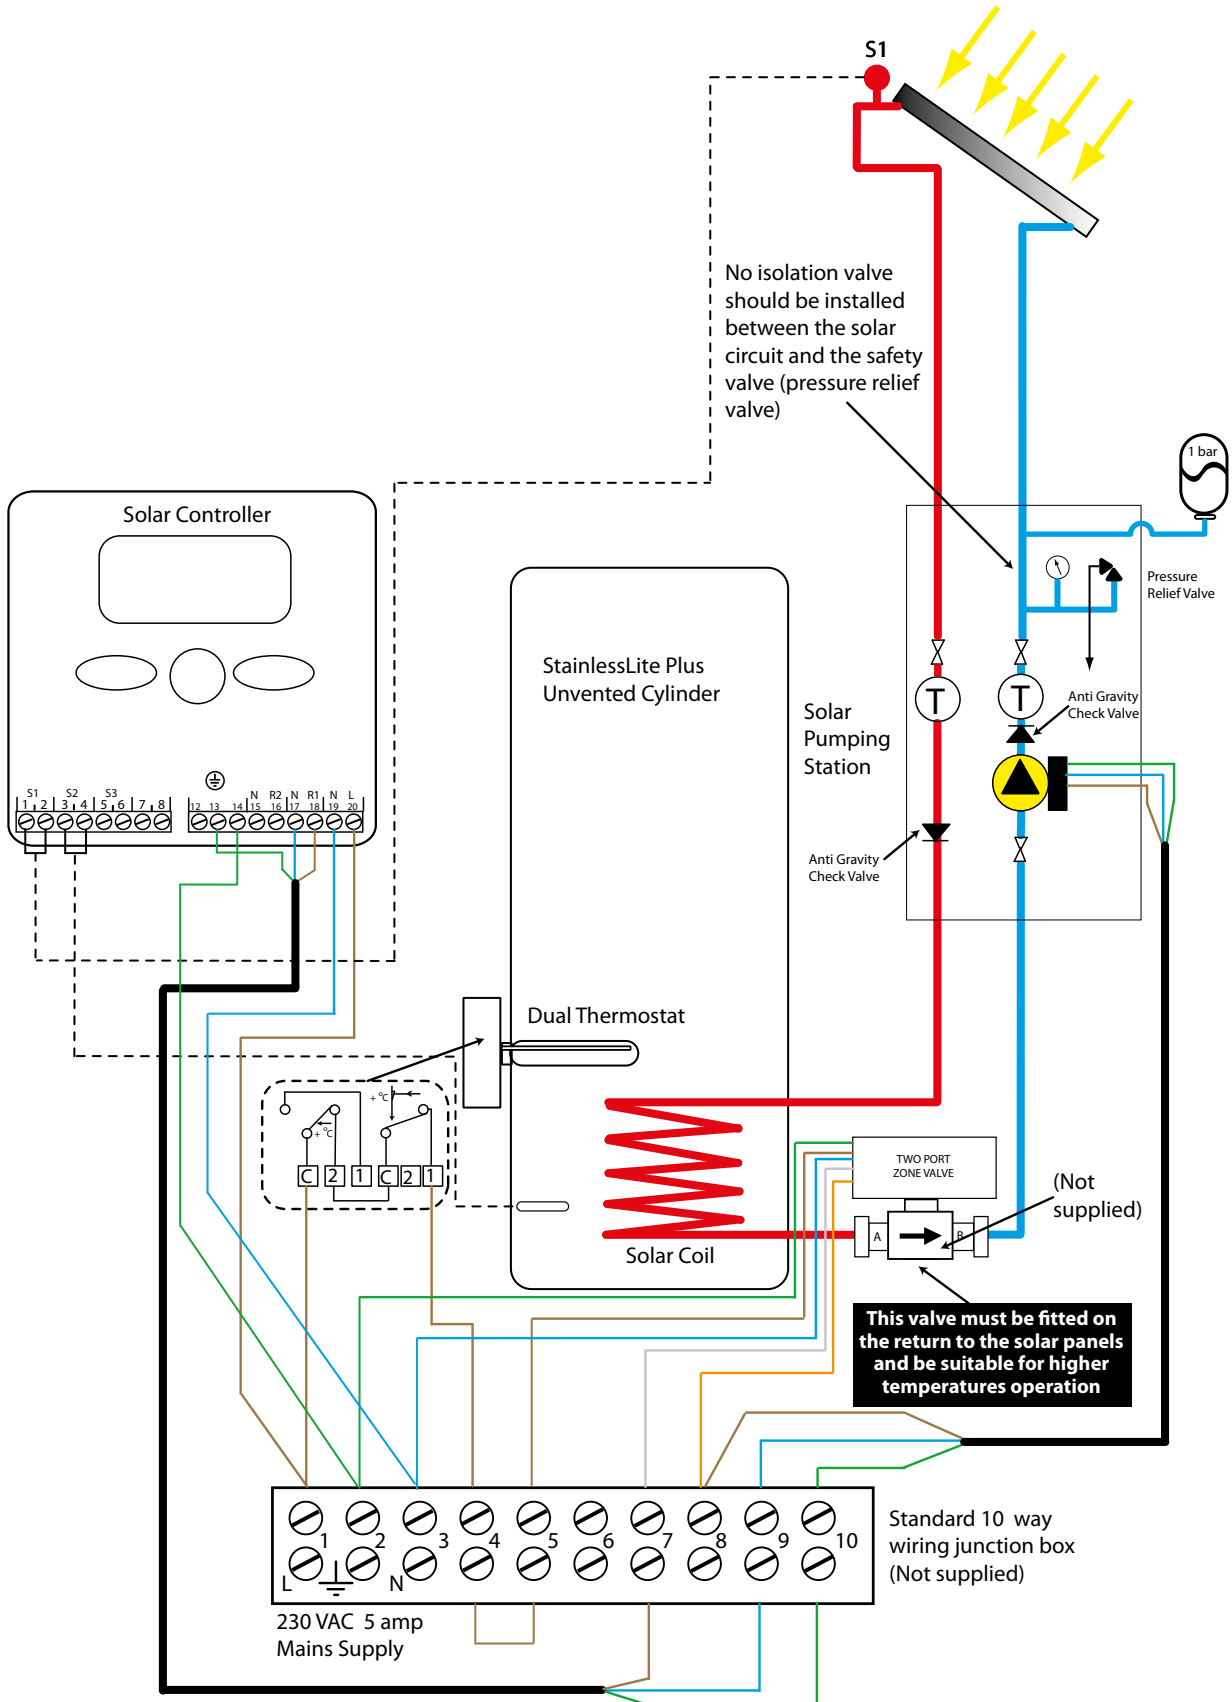 S1
No isolation valve
should be installed
between the solar
circuit and the safety
valve (pressure relief
valve)
1 bar
Solar Controller
Pressure
Relief Valve
StainlessLite Plus
Unvented Cylinder
T
T
Anti Gravity
Check Valve
Solar
Pumping
Station
S1 S2 S3
1 2 3 4 5 6 7 8
N R2 N R1 N L
12 13 14 15 16 17 18 19 20
Anti Gravity
Check Valve
Dual Thermostat
+ °C
+ °C
C 2 1 C 2 1
TWO PORT
ZONE VALVE
(Not
supplied)
A B
Solar Coil
This valve must be fitted on
the return to the solar panels
and be suitable for higher
temperatures operation
1 2 3 4 5 6 7 8 9 10
L N
Standard 10 way
wiring junction box
(Not supplied)
230 VAC 5 amp
Mains Supply